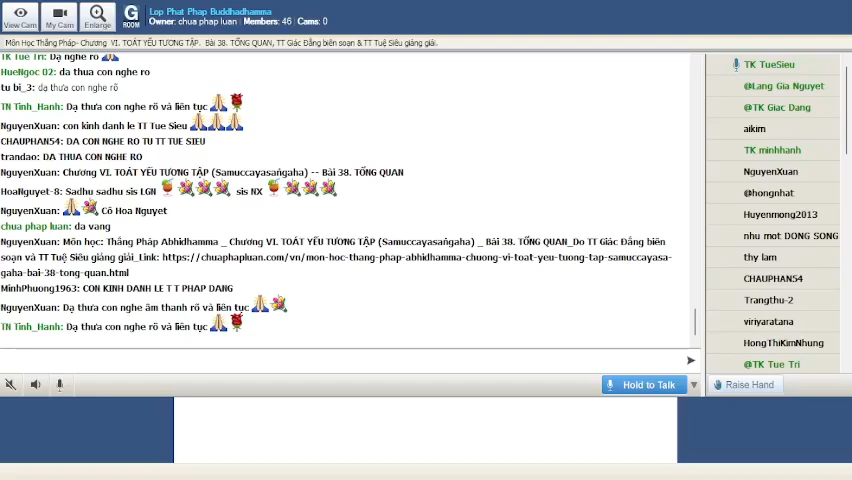 View Cam
My Cam
Enlarge
G
ROOM
Lop Phat Phap Buddhadhamma
Owner: chua phap luan | Members: 46 | Cams: 0
Môn Học Thắng Pháp- Chương VI. TOÁT YẾU TƯƠNG TẬP. Bài 38. TỔNG QUAN, TT Giác Đẳng biên soạn & TT Tuệ Siêu giảng giải.
TK Tue Tri: Dạ nghe rõ
HueNgoc 02: da thua con nghe ro
tu bi_3: dạ thưa con nghe rõ
TN Tinh_Hanh: Dạ thưa con nghe rõ và liên tục
NguyenXuan: con kinh danh le TT Tue Sieu
CHAUPHAN54: DA CON NGHE RO TU TT TUE SIEU
trandao: DA THUA CON NGHE RO
NguyenXuan: Chương VI. TOÁT YẾU TƯƠNG TẬP (Samuccayasaṅgaha) -- Bài 38. TỔNG QUAN
HoaNguyet-8: Sadhu sadhu sis LGN sis NX
NguyenXuan: Cô Hoa Nguyet
chua phap luan: da vang
NguyenXuan: Môn học: Thắng Pháp Abhidhamma _ Chương VI. TOÁT YẾU TƯƠNG TẬP (Samuccayasaṅgaha) _ Bài 38. TỔNG QUAN_Do TT Giác Đẳng biên
soạn và TT Tuệ Siêu giảng giải_Link: https://chuaphapluan.com/vn/mon-hoc-thang-phap-abhidhamma-chuong-vi-toat-yeu-tuong-tap-samuccayasa-
gaha-bai-38-tong-quan.html
MinhPhuong1963: CON KINH DANH LE T T PHAP DANG
NguyenXuan: Dạ thưa con nghe âm thanh rõ và liên tục
TN Tinh_Hanh: Dạ thưa con nghe rõ và liên tục
Hold to Talk
TK TueSieu
@Lang Gia Nguyet
@TK Giac Dang
aikim
TK minhhanh
NguyenXuan
@hongnhat
Huyenmong2013
nhu mot DONG SONG
thy lam
CHAUPHAN54
Trangthu-2
viriyaratana
HongThiKimNhung
@TK Tue Tri
Raise Hand